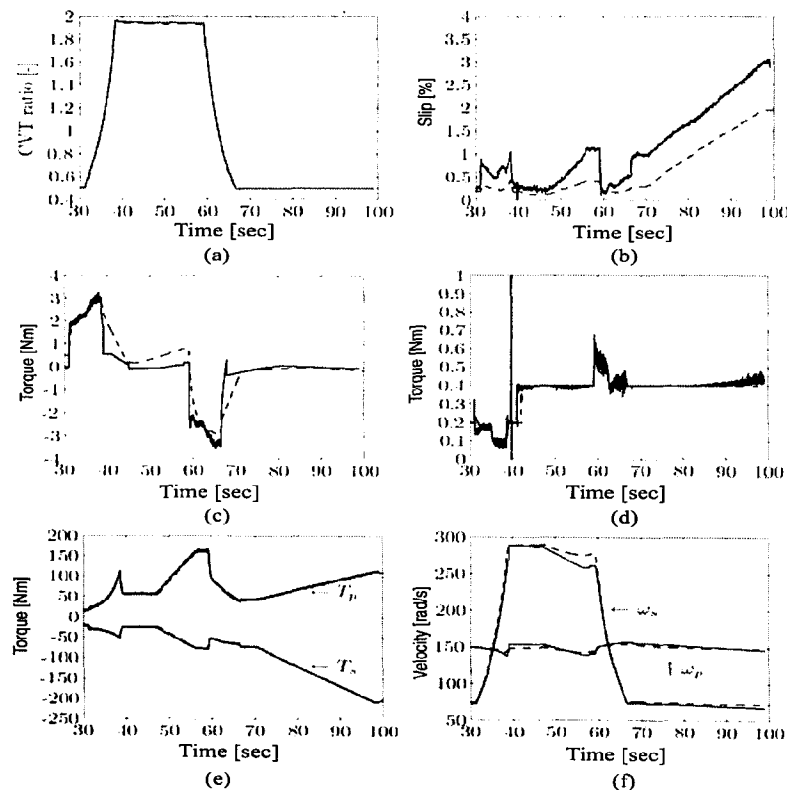 2
1.8
1.6
1.4
1.2
1
0.8
0.6
0.4
CVT ratio [-]
30 40 50 60 70 80 90 100
Time [sec]
(a)
4
3.5
3
2.5
2
1.5
1
0.5
0
Slip [%]
30 40 50 60 70 80 90 100
Time [sec]
(b)
4
3
2
1
0
-1
-2
-3
-4
Torque [Nm]
30 40 50 60 70 80 90 100
Time [sec]
(c)
1
0.9
0.8
0.7
0.6
0.5
0.4
0.3
0.2
0.1
0
Torque [Nm]
30 40 50 60 70 80 90 100
Time [sec]
(d)
200
150
100
50
0
-50
-100
-150
-200
-250
Torque [Nm]
← T_p
← T_s
30 40 50 60 70 80 90 100
Time [sec]
(e)
300
250
200
150
100
50
Velocity [rad/s]
← ω_s
ω_p
30 40 50 60 70 80 90 100
Time [sec]
(f)